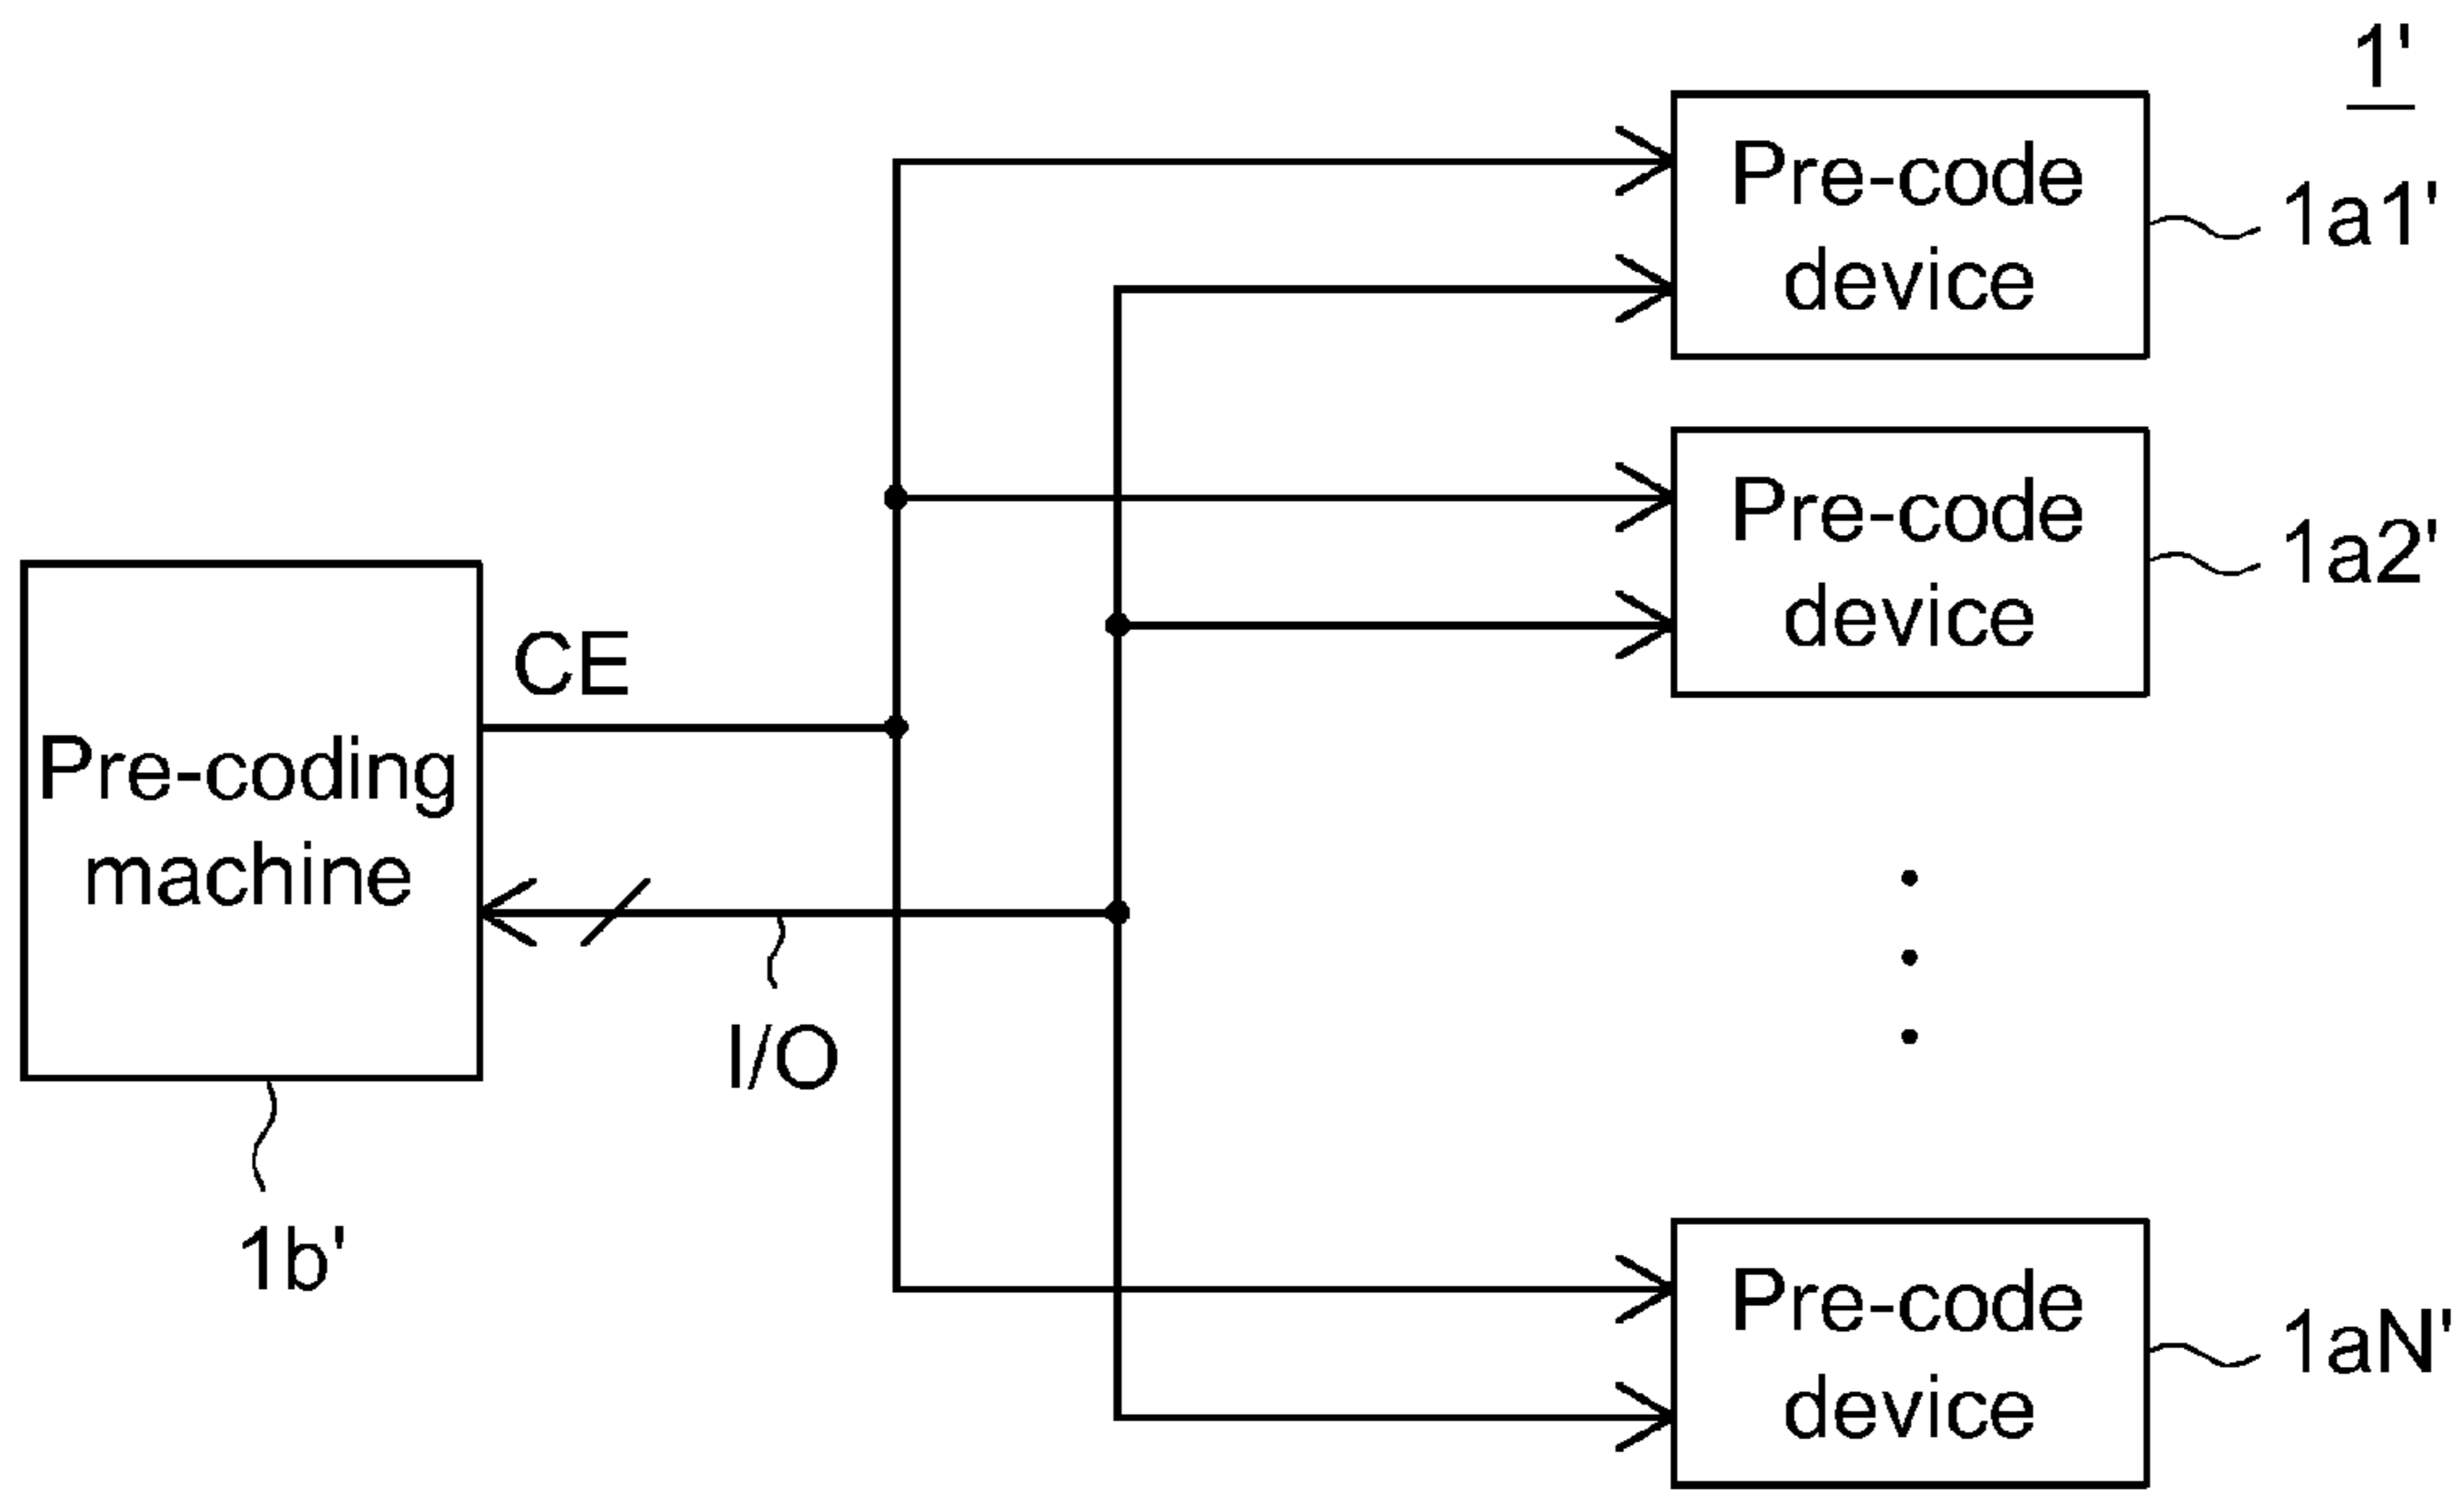 1'
Pre-code
device
1a1'
Pre-code
device
1a2'
CE
Pre-coding
machine
I/O
1b'
Pre-code
device
1aN'